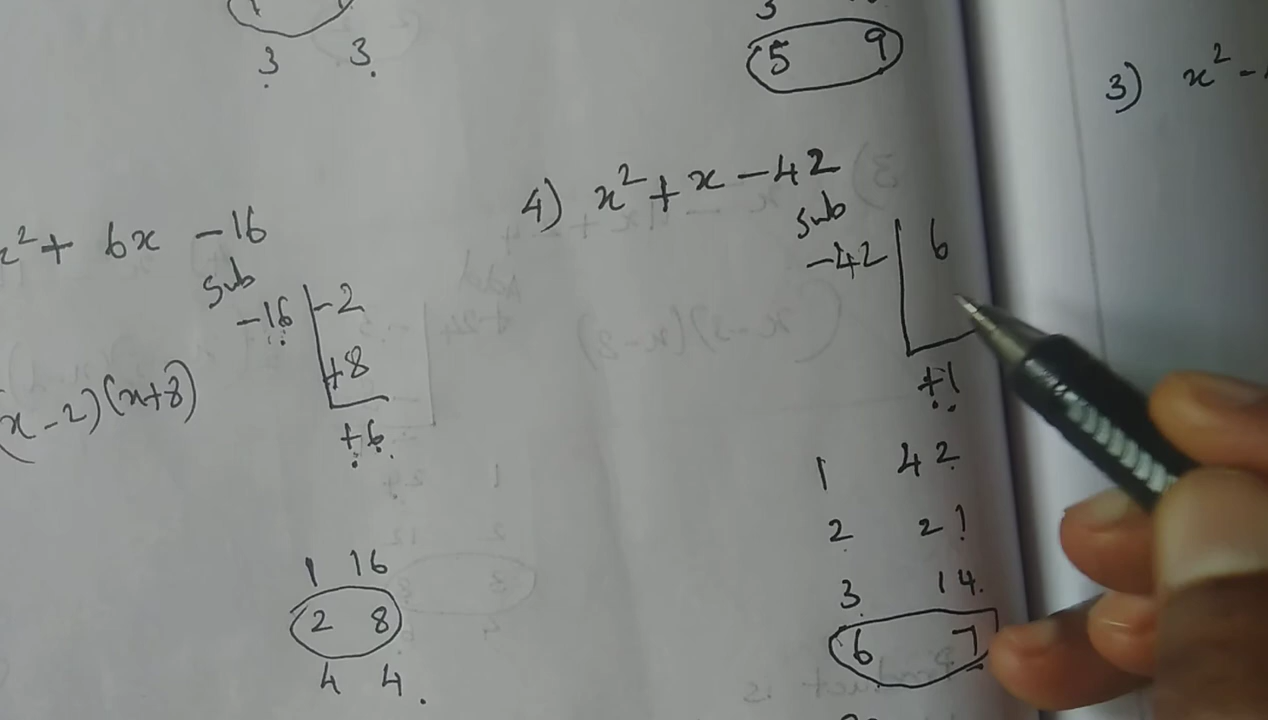 3 3.
x² + 6x - 16
Sub
-16 -2
+8
+6
(x-2)(x+8)
1 16
2 8
4 4.
3
5 9
4) x² + x - 42
Sub
-42 6
+1
1 42
2 21
3 14.
6 7
3) x² -